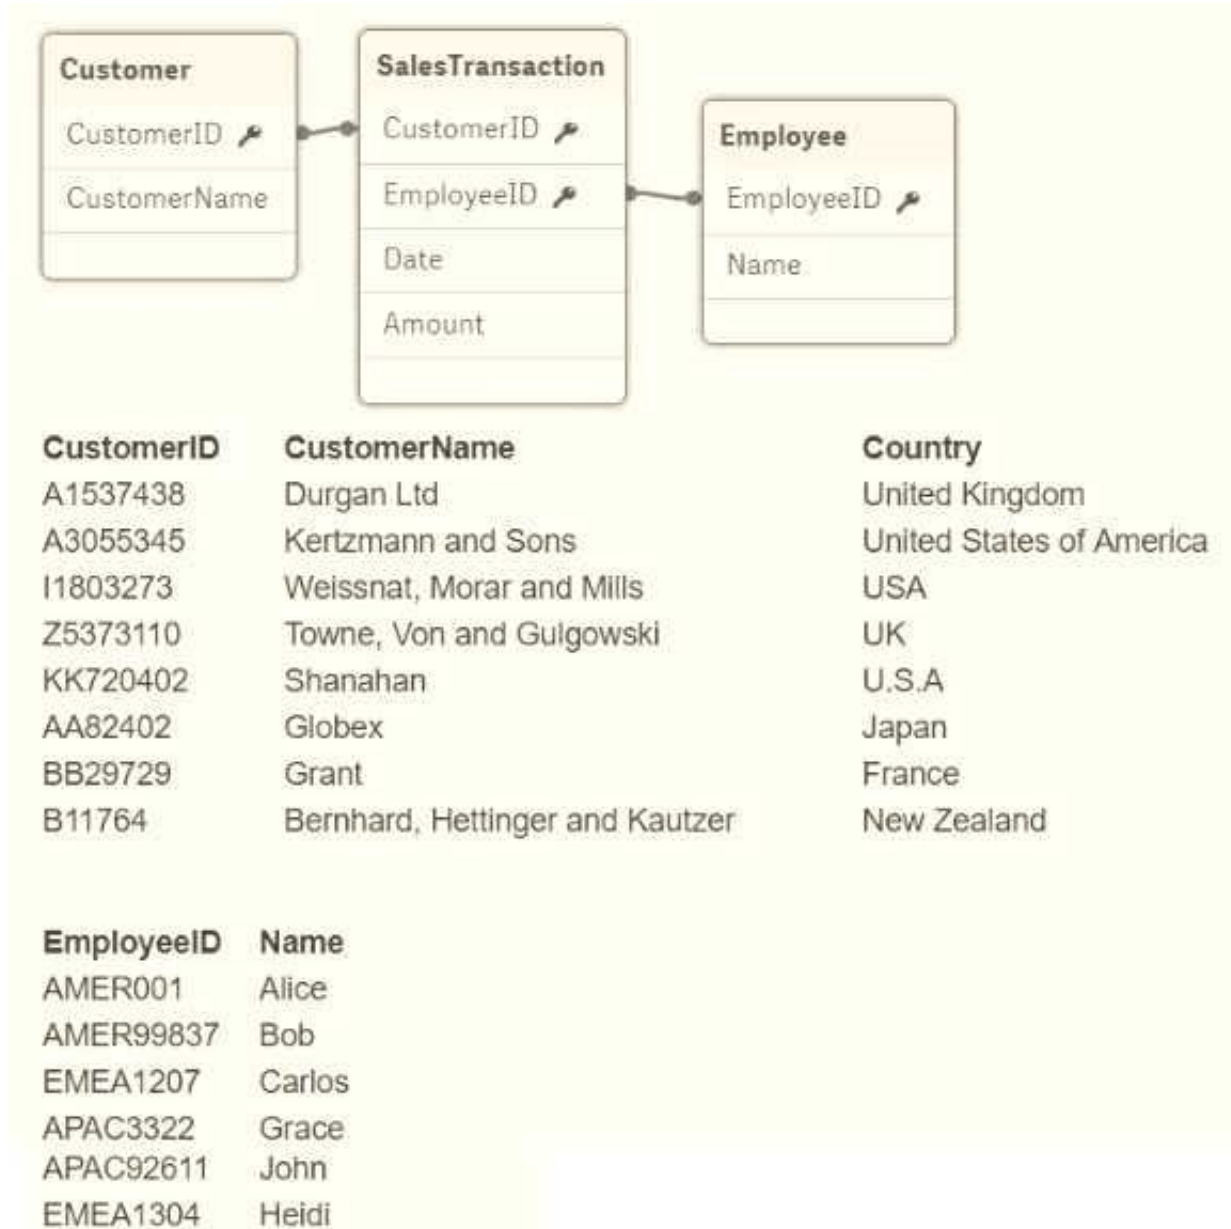 Customer
CustomerID
CustomerName
SalesTransaction
CustomerID
EmployeeID
Date
Amount
Employee
EmployeeID
Name
CustomerID CustomerName Country
A1537438 Durgan Ltd United Kingdom
A3055345 Kertzmann and Sons United States of America
I1803273 Weissnat, Morar and Mills USA
Z5373110 Towne, Von and Gulgowski UK
KK720402 Shanahan U.S.A
AA82402 Globex Japan
BB29729 Grant France
B11764 Bernhard, Hettinger and Kautzer New Zealand
EmployeeID Name
AMER001 Alice
AMER99837 Bob
EMEA1207 Carlos
APAC3322 Grace
APAC92611 John
EMEA1304 Heidi